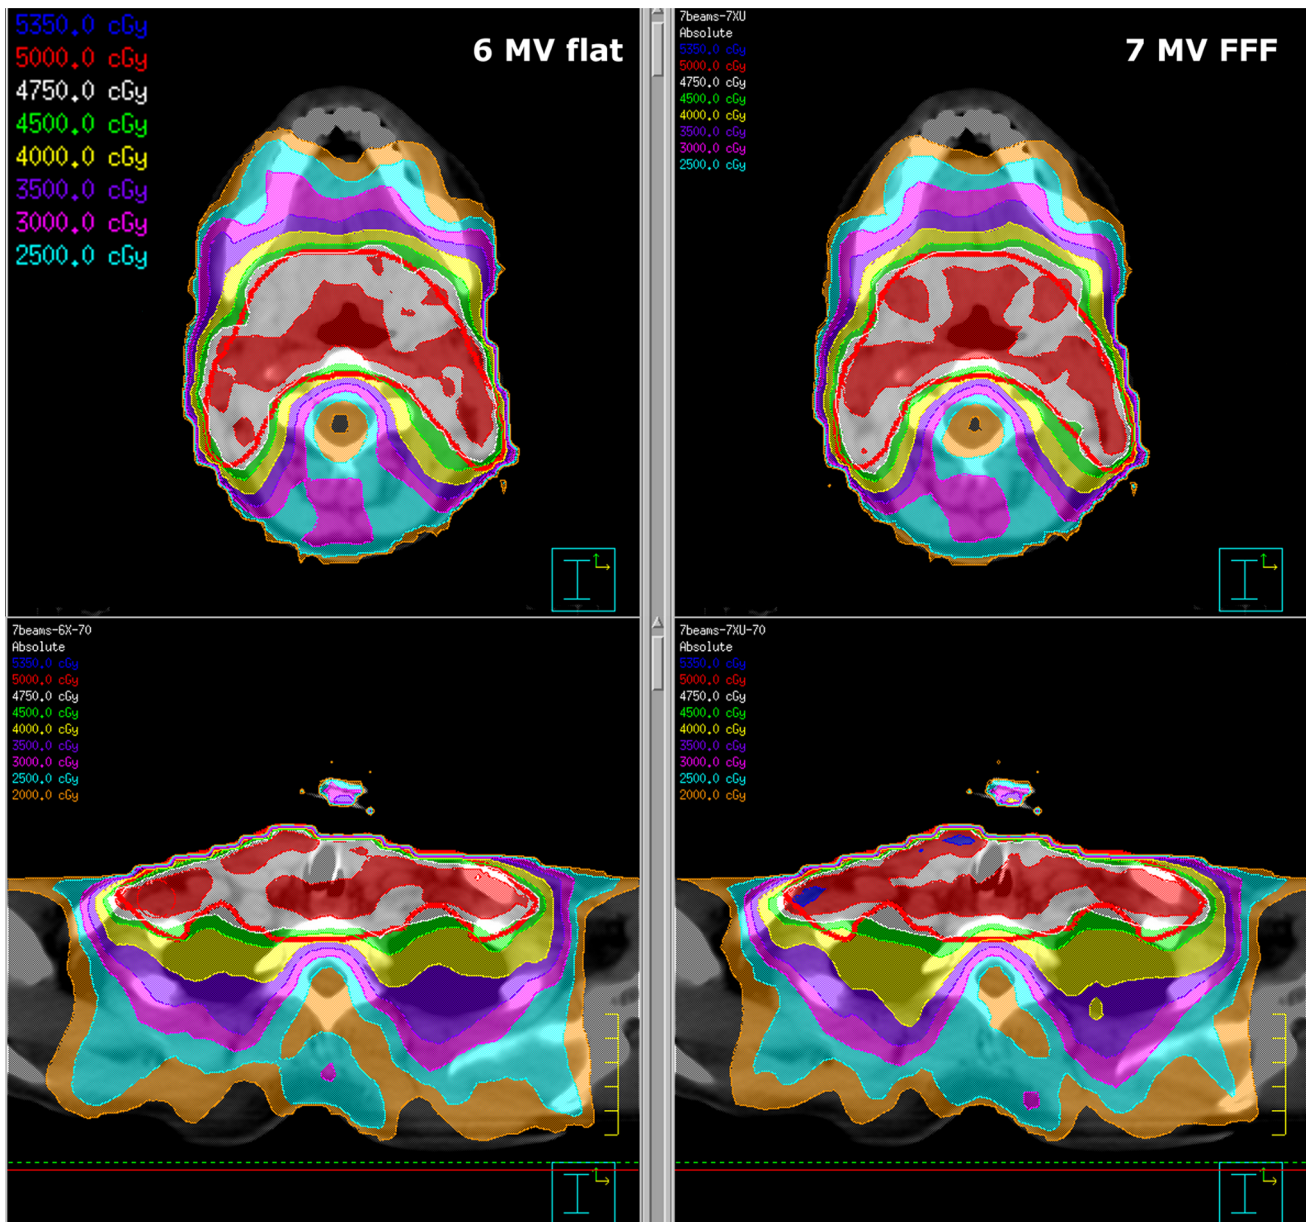 5350.0 cGy
5000.0 cGy
4750.0 cGy
4500.0 cGy
4000.0 cGy
3500.0 cGy
3000.0 cGy
2500.0 cGy
6 MV flat
7beams-7XU
Absolute
5350.0 cGy
5000.0 cGy
4750.0 cGy
4500.0 cGy
4000.0 cGy
3500.0 cGy
3000.0 cGy
2500.0 cGy
7 MV FFF
7beams-6X-70
Absolute
5350.0 cGy
5000.0 cGy
4750.0 cGy
4500.0 cGy
4000.0 cGy
3500.0 cGy
3000.0 cGy
2500.0 cGy
2000.0 cGy
7beams-7XU-70
Absolute
5350.0 cGy
5000.0 cGy
4750.0 cGy
4500.0 cGy
4000.0 cGy
3500.0 cGy
3000.0 cGy
2500.0 cGy
2000.0 cGy
I
I
I
I